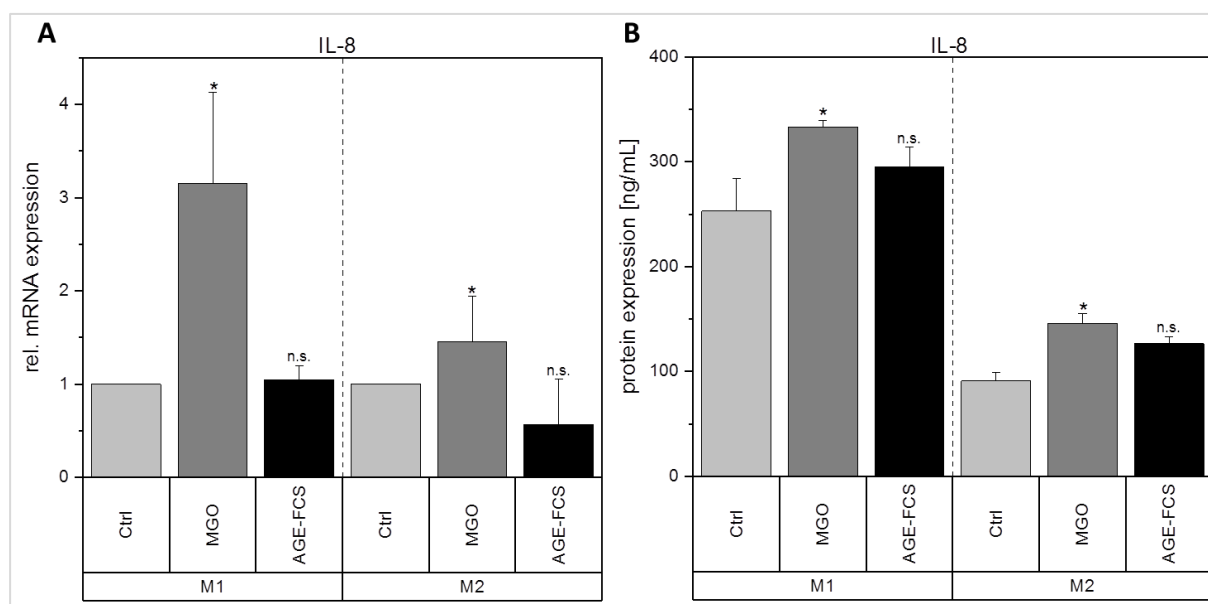 A
IL-8
rel. mRNA expression
4
3
2
1
0
*
n.s.
*
n.s.
Ctrl
MGO
AGE-FCS
Ctrl
MGO
AGE-FCS
M1
M2
B
IL-8
protein expression [ng/mL]
400
300
200
100
0
*
n.s.
*
n.s.
Ctrl
MGO
AGE-FCS
Ctrl
MGO
AGE-FCS
M1
M2